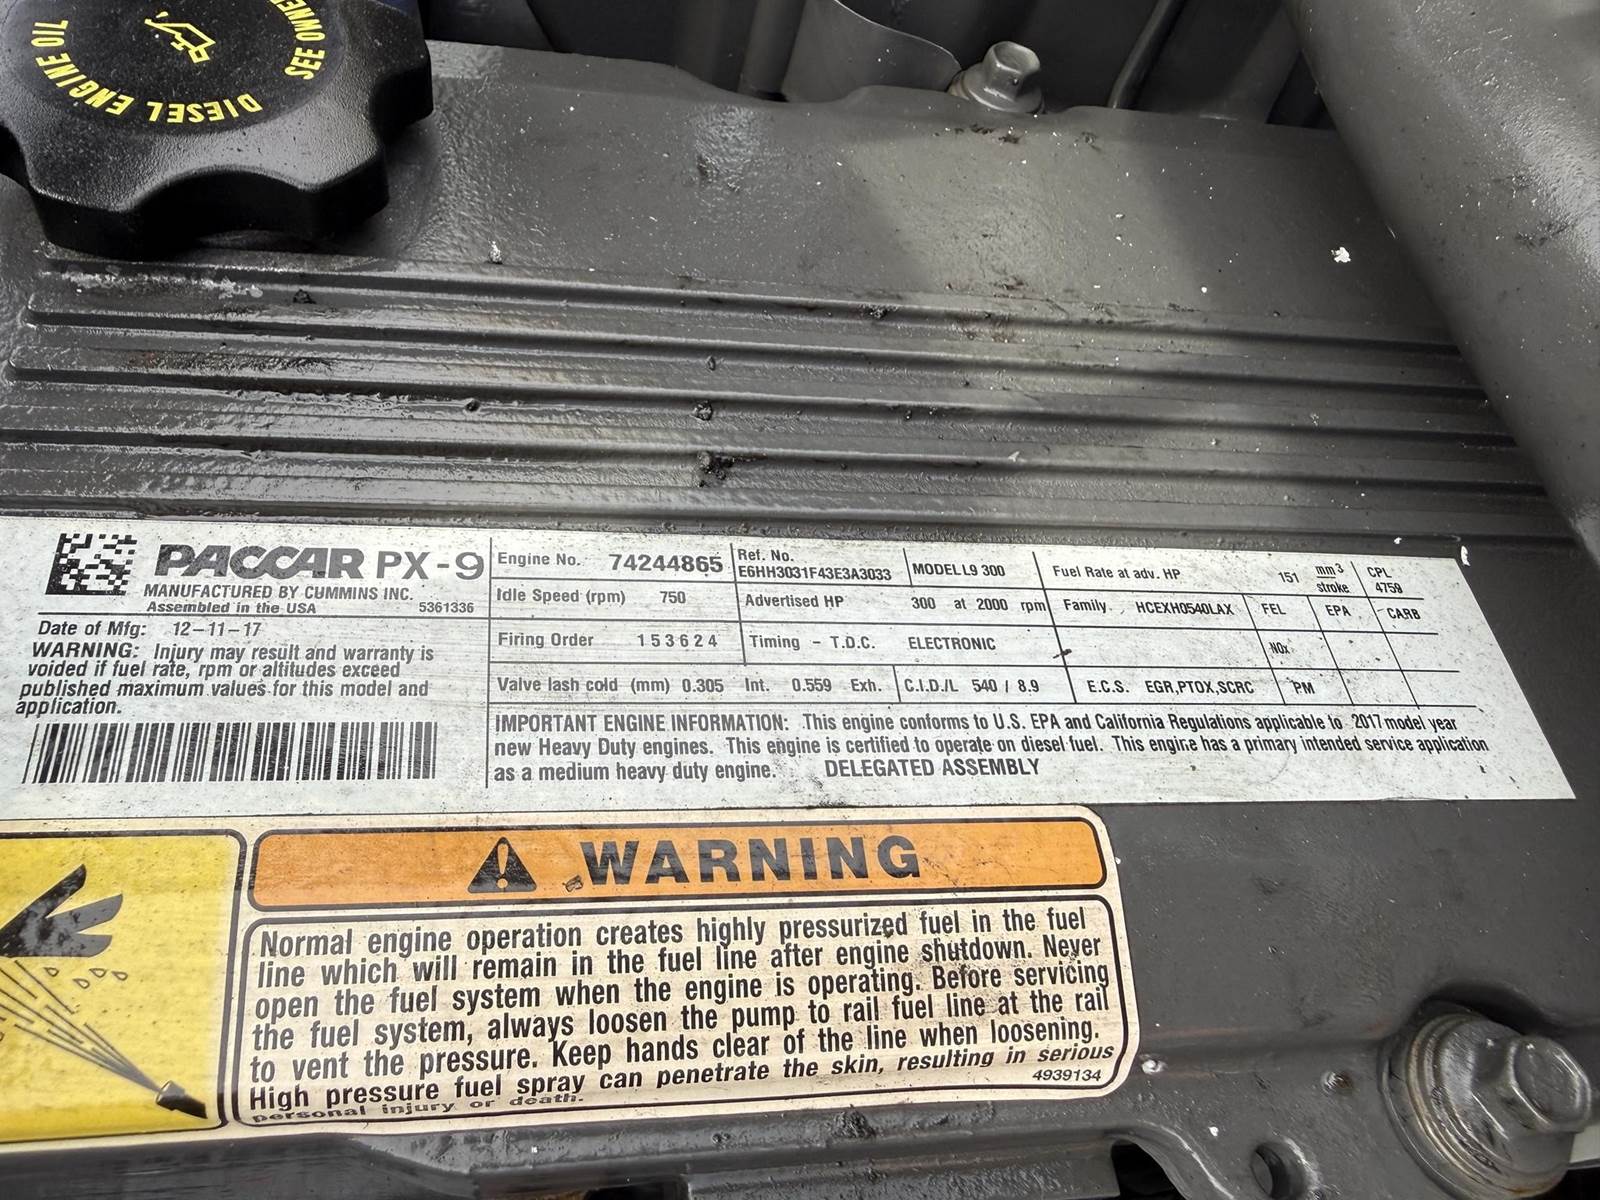 DIESEL ENGINE OIL
SEE OWNE
PACCAR PX-9
MANUFACTURED BY CUMMINS INC.
Assembled in the USA 5361336
Date of Mfg: 12-11-17
WARNING: Injury may result and warranty is
voided if fuel rate, rpm or altitudes exceed
published maximum values for this model and
application.
Engine No. 74244865 Ref. No. E6HH3031F43E3A3033 MODEL L9 300 Fuel Rate at adv. HP 151 mm3 stroke CPL 4759
Idle Speed (rpm) 750 Advertised HP 300 at 2000 rpm Family HCEXH0540LAX FEL EPA CARB
Firing Order 1 5 3 6 2 4 Timing - T.D.C. ELECTRONIC NOx
Valve lash cold (mm) 0.305 Int. 0.559 Exh. C.I.D./L 540 / 8.9 E.C.S. EGR,PTOX,SCRC PM
IMPORTANT ENGINE INFORMATION: This engine conforms to U.S. EPA and California Regulations applicable to 2017 model year
new Heavy Duty engines. This engine is certified to operate on diesel fuel. This engine has a primary intended service application
as a medium heavy duty engine. DELEGATED ASSEMBLY
WARNING
Normal engine operation creates highly pressurized fuel in the fuel
line which will remain in the fuel line after engine shutdown. Never
open the fuel system when the engine is operating. Before servicing
the fuel system, always loosen the pump to rail fuel line at the rail
to vent the pressure. Keep hands clear of the line when loosening.
High pressure fuel spray can penetrate the skin, resulting in serious
personal injury or death. 4939134